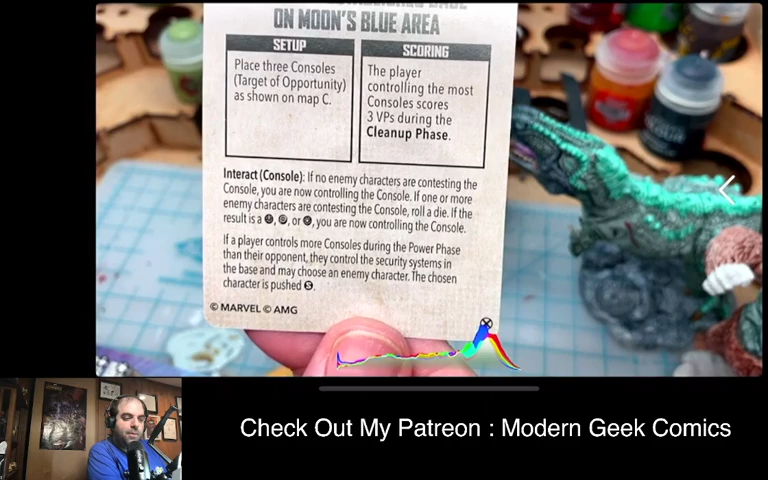 ON MOON'S BLUE AREA
SETUP
Place three Consoles
(Target of Opportunity)
as shown on map C.
SCORING
The player
controlling the most
Consoles scores
3 VPs during the
Cleanup Phase.
Interact (Console): If no enemy characters are contesting the
Console, you are now controlling the Console. If one or more
enemy characters are contesting the Console, roll a die. If the
result is a , , or , you are now controlling the Console.
If a player controls more Consoles during the Power Phase
than their opponent, they control the security systems in
the base and may choose an enemy character. The chosen
character is pushed S.
© MARVEL © AMG
Check Out My Patreon : Modern Geek Comics